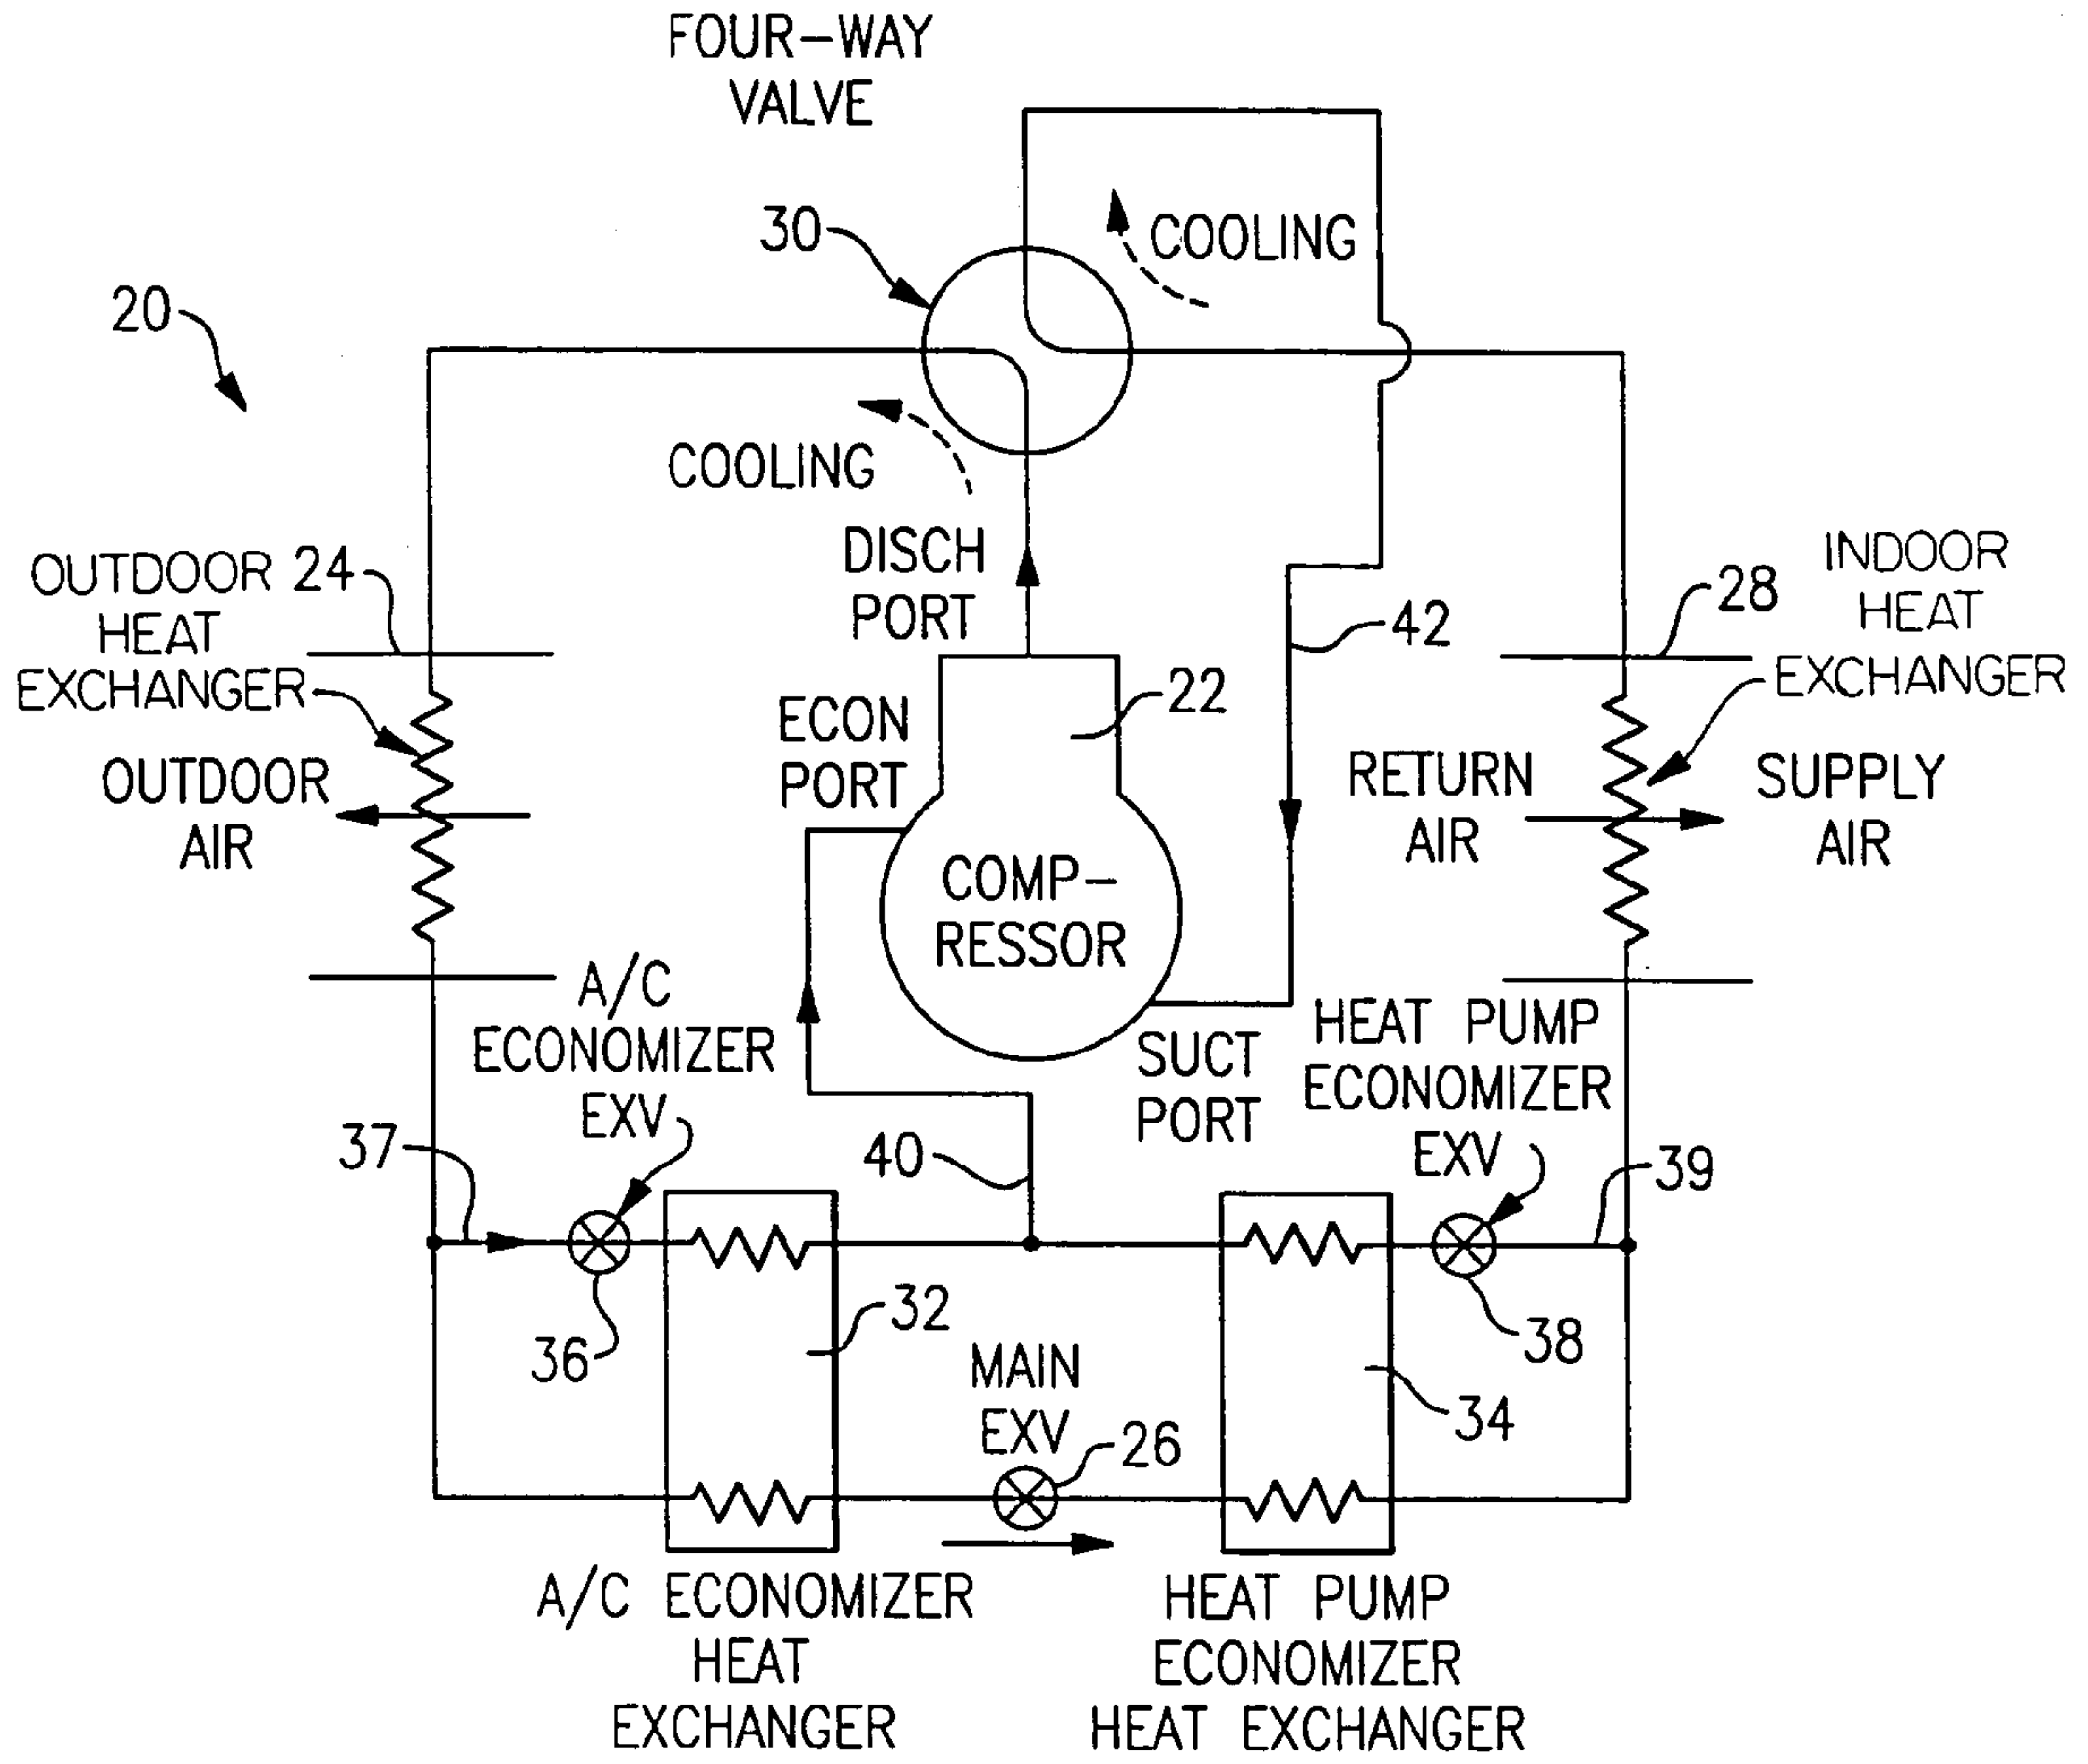 FOUR-WAY
VALVE
30
COOLING
20
COOLING
DISCH
PORT
OUTDOOR 24
HEAT
EXCHANGER
INDOOR
28
HEAT
EXCHANGER
42
22
ECON
PORT
OUTDOOR
AIR
RETURN
AIR
SUPPLY
AIR
COMP-
RESSOR
A/C
ECONOMIZER
EXV
SUCT
PORT
HEAT PUMP
ECONOMIZER
EXV
37
40
39
36
32
38
MAIN
EXV
26
34
A/C ECONOMIZER
HEAT
EXCHANGER
HEAT PUMP
ECONOMIZER
HEAT EXCHANGER